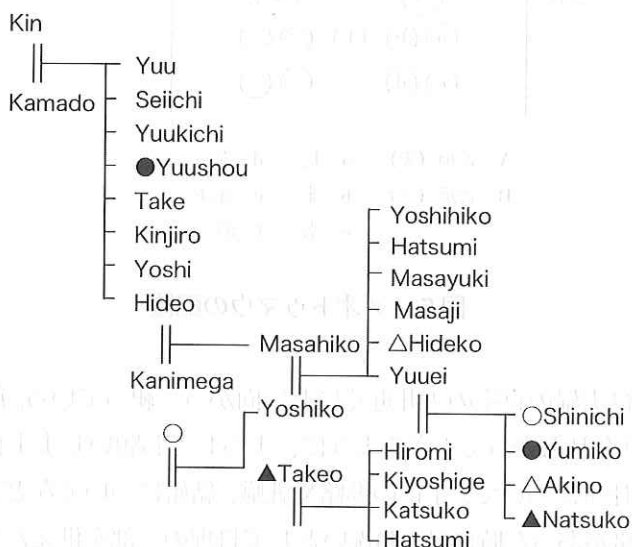 Kin
Kamado
Yuu
Seiichi
Yuukichi
●Yuushou
Take
Kinjiro
Yoshi
Hideo
Kanimega
Masahiko
Yoshiko
Yoshihiko
Hatsumi
Masayuki
Masaji
△Hideko
Yuuei
○
▲Takeo
Hiromi
Kiyoshige
Katsuko
Hatsumi
○Shinichi
●Yumiko
△Akino
▲Natsuko